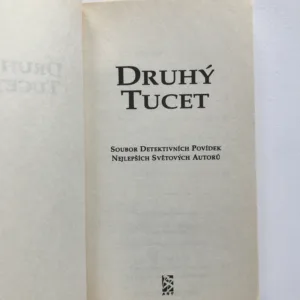 DRUHÝ
TUCET
SOUBOR DETEKTIVNÍCH POVÍDEK
NEJLEPŠÍCH SVĚTOVÝCH AUTORŮ